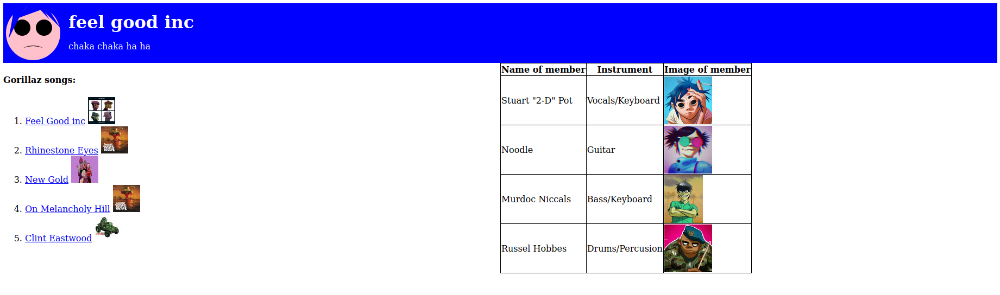 feel good inc
chaka chaka ha ha
Gorillaz songs:
1. Feel Good inc
2. Rhinestone Eyes
3. New Gold
4. On Melancholy Hill
5. Clint Eastwood
Name of member Instrument Image of member
Stuart "2-D" Pot Vocals/Keyboard
Noodle Guitar
Murdoc Niccals Bass/Keyboard
Russel Hobbes Drums/Percusion